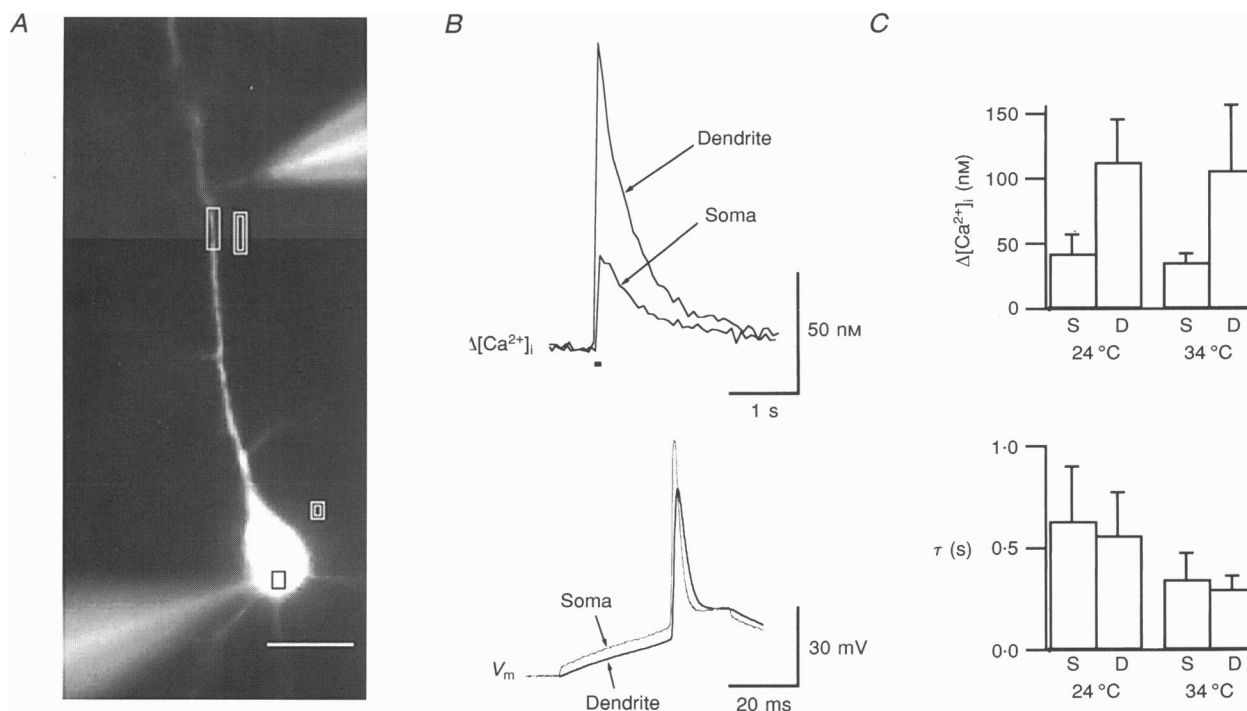 A
B
Dendrite
Soma
Δ[Ca²⁺]ᵢ
50 nM
1 s
Soma
Vₘ
Dendrite
30 mV
20 ms
C
Δ[Ca²⁺]ᵢ (nM)
150
100
50
0
S D S D
24 °C 34 °C
τ (s)
1·0
0·5
0·0
S D S D
24 °C 34 °C